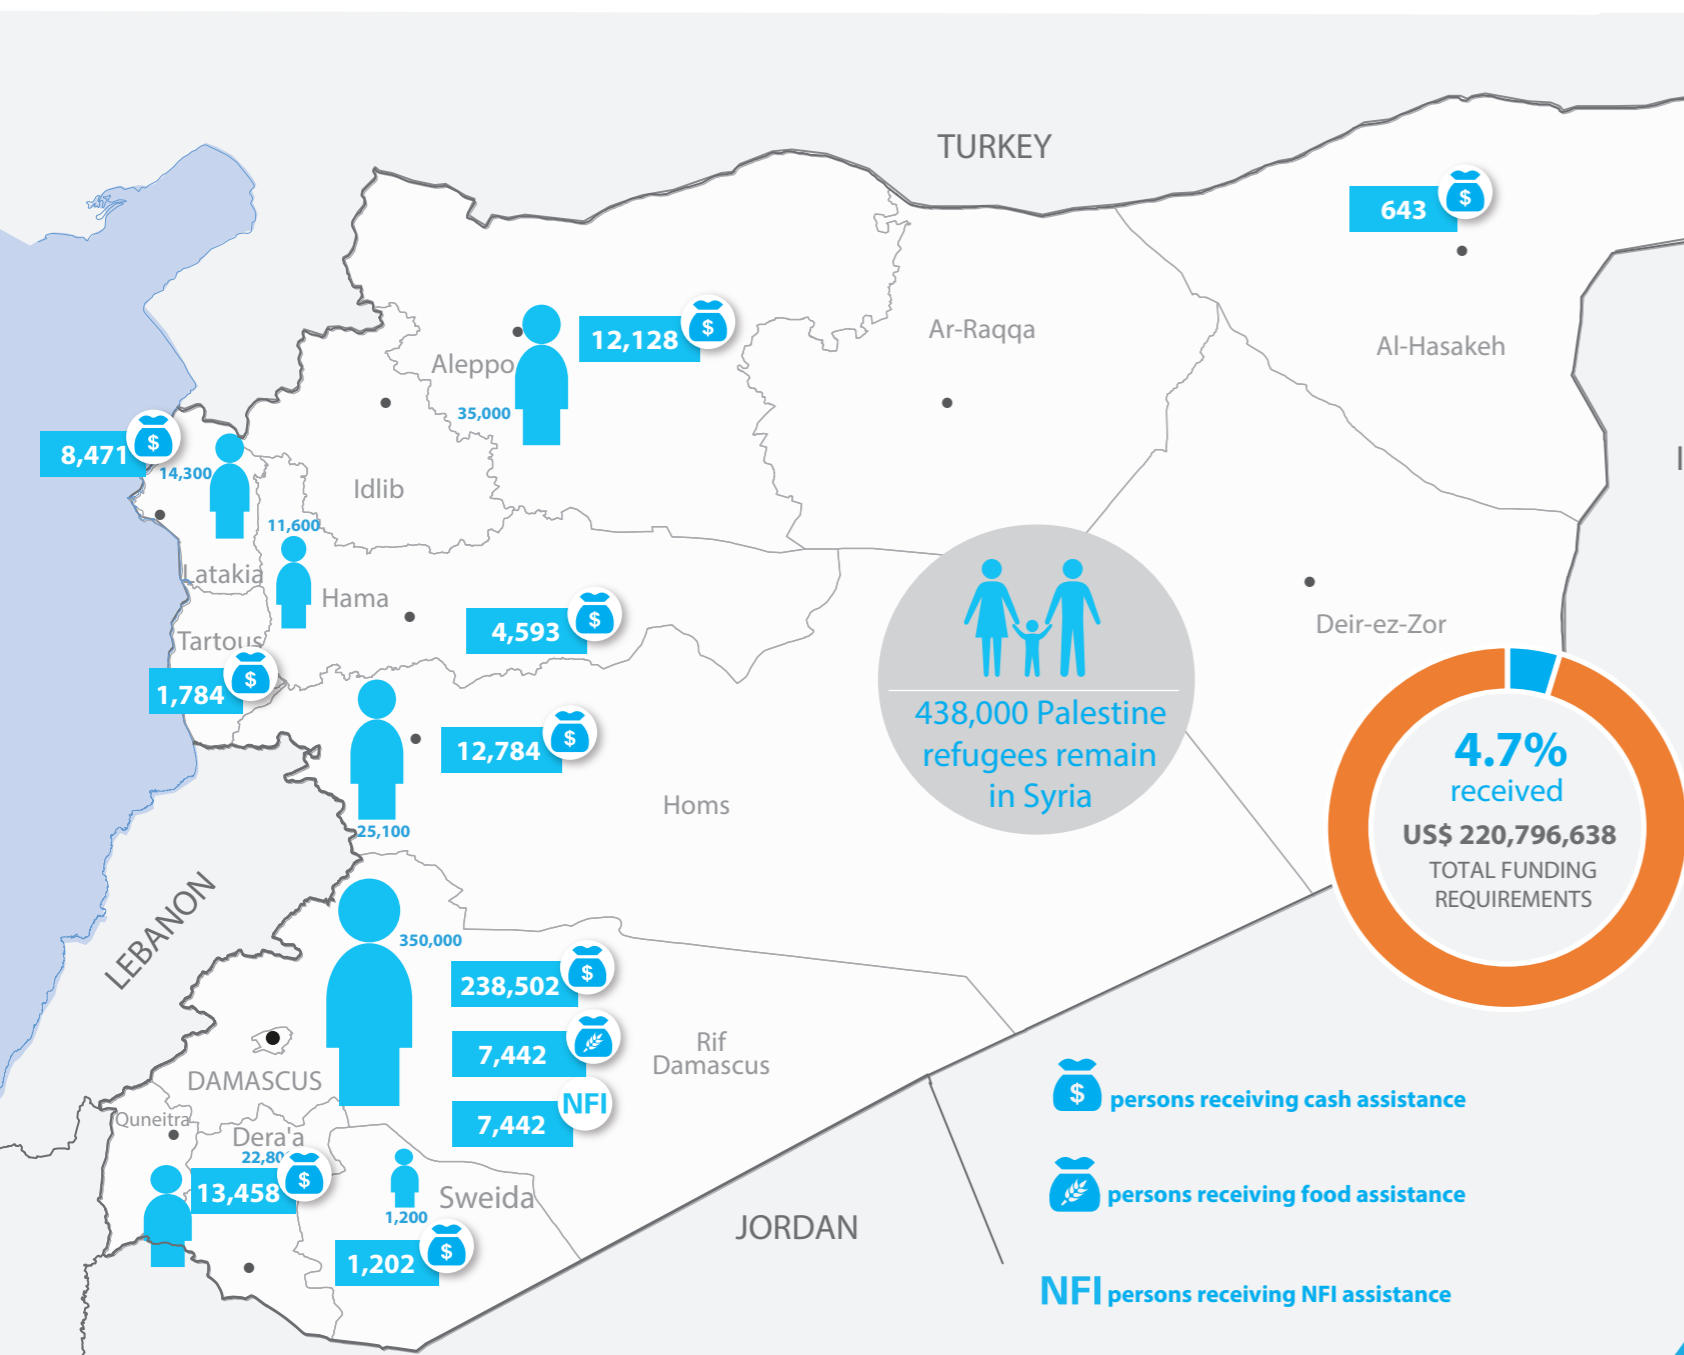 TURKEY
643
12,128
Ar-Raqqa
Al-Hasakeh
Aleppo
35,000
8,471
14,300
Idlib
11,600
Latakia
Hama
4,593
Deir-ez-Zor
Tartous
1,784
12,784
438,000 Palestine
refugees remain
in Syria
4.7%
received
US$ 220,796,638
TOTAL FUNDING
REQUIREMENTS
Homs
25,100
LEBANON
350,000
238,502
7,442
Rif
Damascus
DAMASCUS
NFI
7,442
Quneitra
Dera'a
13,458
Sweida
1,200
1,202
JORDAN
$ persons receiving cash assistance
persons receiving food assistance
NFI persons receiving NFI assistance